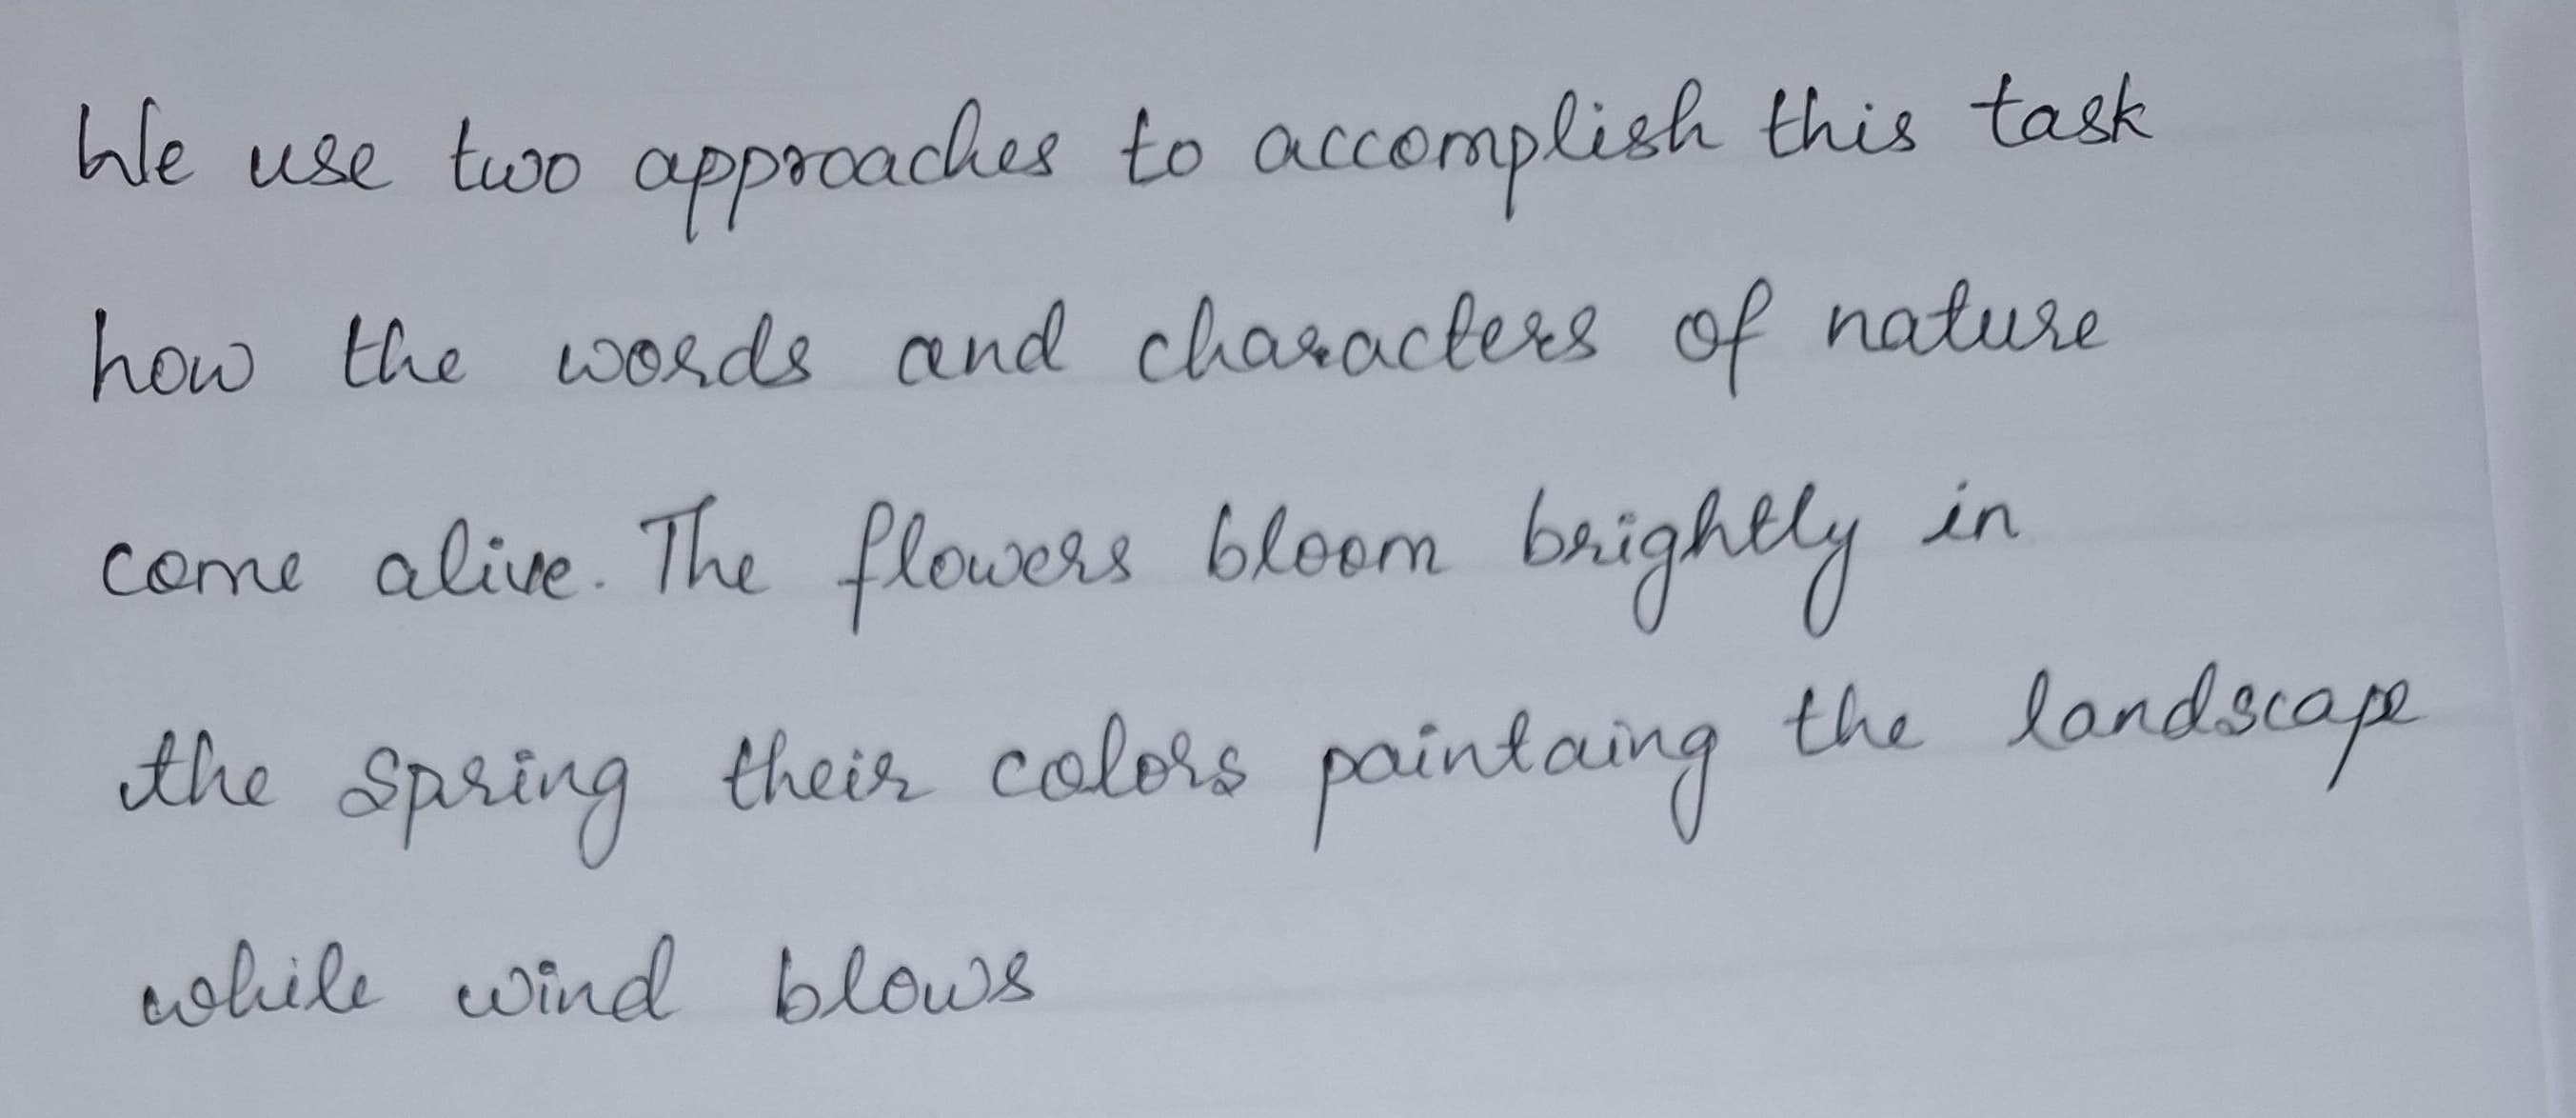 We use two approaches to accomplish this task
how the words and characters of nature
come alive. The flowers bloom brightly in
the spring their colors paintaing the landscape
while wind blows